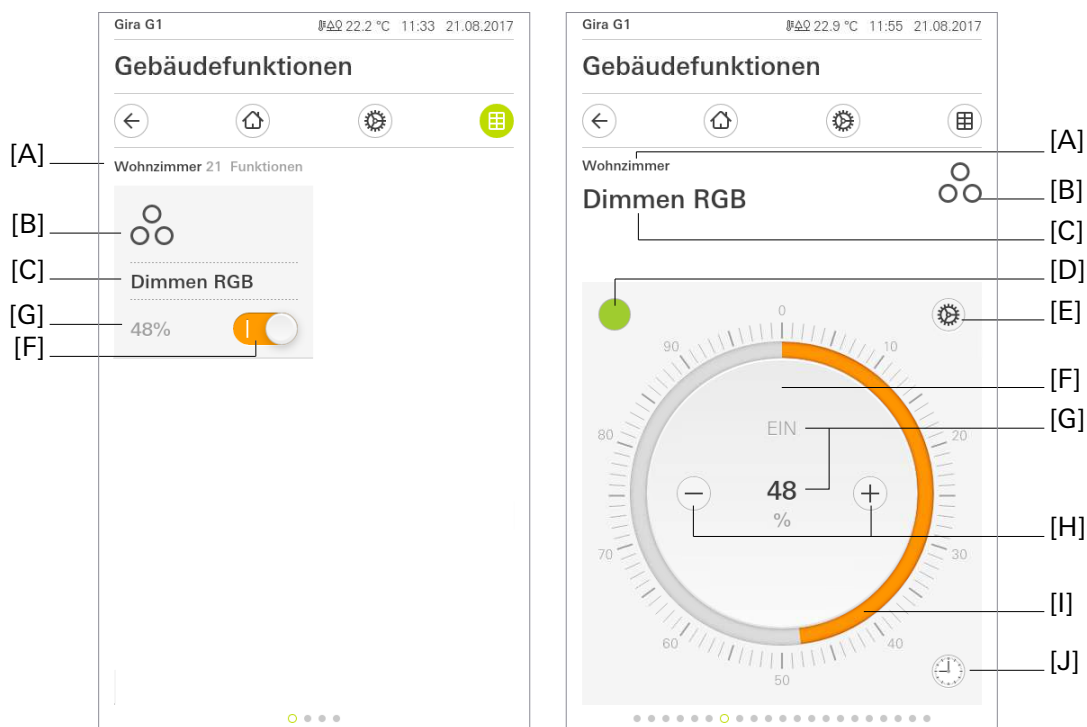 Gira G1 22.2 °C 11:33 21.08.2017
Gebäudefunktionen
[A] Wohnzimmer 21 Funktionen
[B]
[C] Dimmen RGB
[G] 48%
[F]
Gira G1 22.9 °C 11:55 21.08.2017
Gebäudefunktionen
Wohnzimmer [A]
Dimmen RGB [B]
[C]
[D]
[E]
0
90 10
[F]
EIN [G]
80 20
48
%
[H]
70 30
[I]
60 40
50
[J]